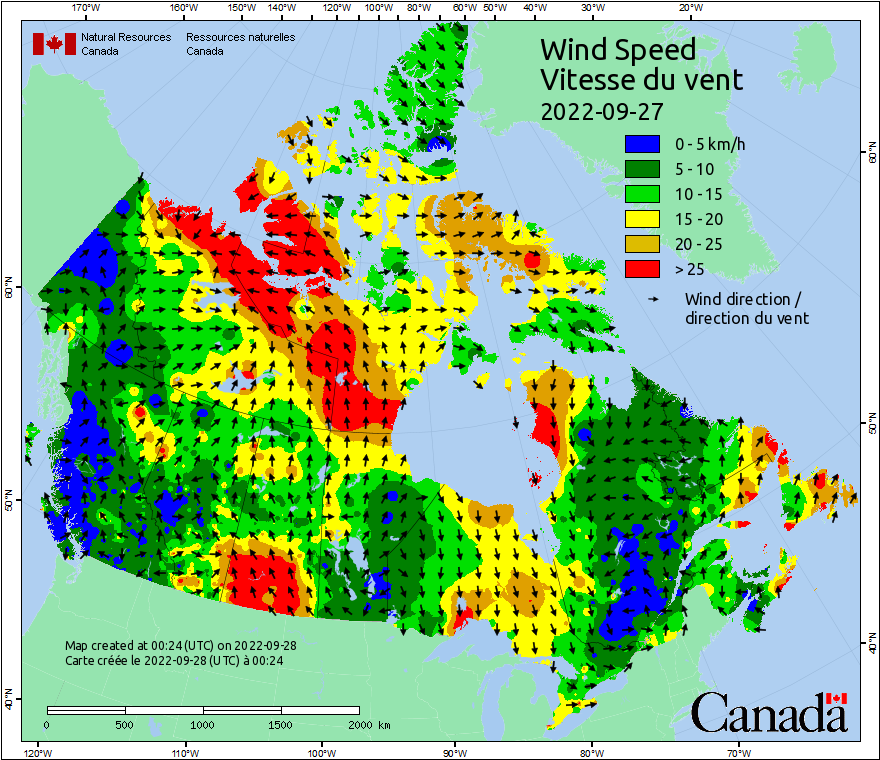 170°W 160°W 150°W 140°W 130°W 120°W 110°W 100°W 90°W 80°W 70°W 60°W 50°W 40°W 30°W 20°W
Natural Resources Canada
Ressources naturelles Canada
Wind Speed
Vitesse du vent
2022-09-27
0 - 5 km/h
5 - 10
10 - 15
15 - 20
20 - 25
> 25
Wind direction /
direction du vent
60°N
60°N
50°N
50°N
40°N
40°N
Map created at 00:24 (UTC) on 2022-09-28
Carte créée le 2022-09-28 (UTC) à 00:24
0 500 1000 1500 2000 km
Canada
120°W 110°W 100°W 90°W 80°W 70°W